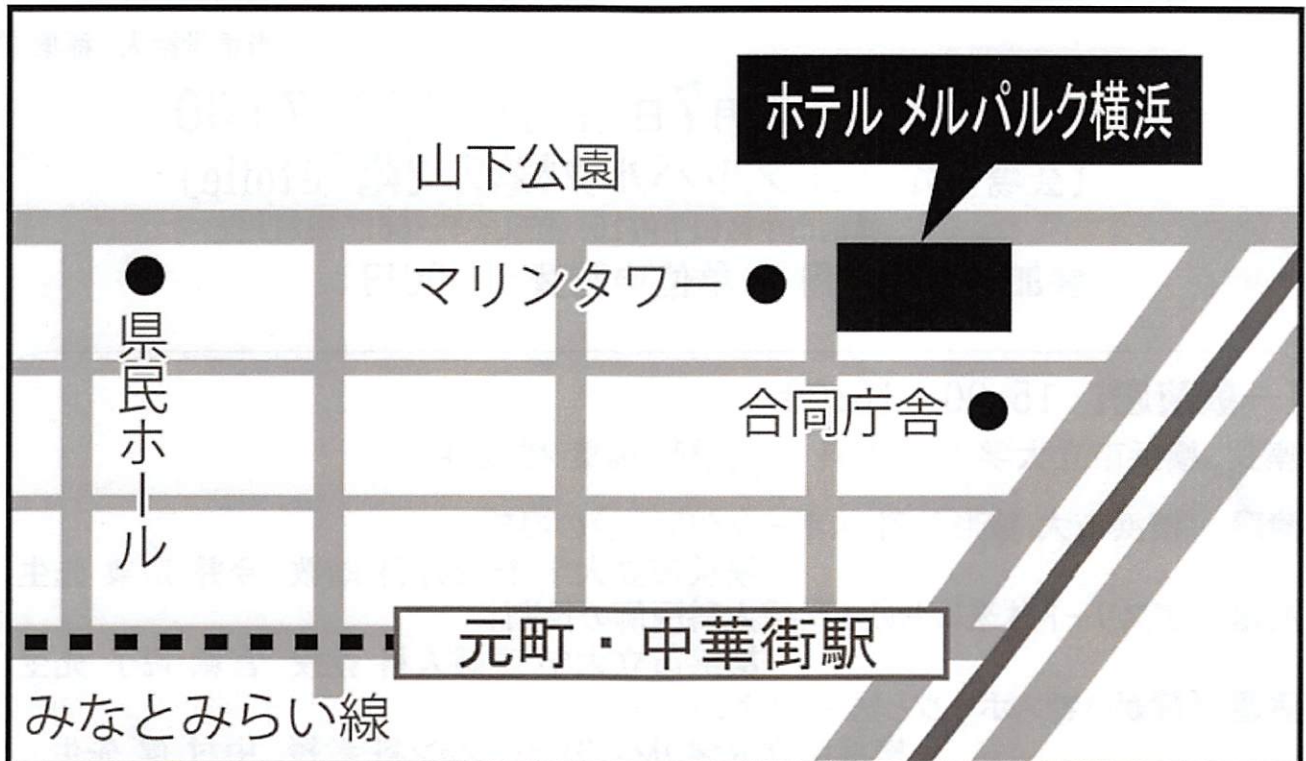 ホテル メルパルク横浜
山下公園
マリンタワー
県民ホール
合同庁舎
元町・中華街駅
みなとみらい線